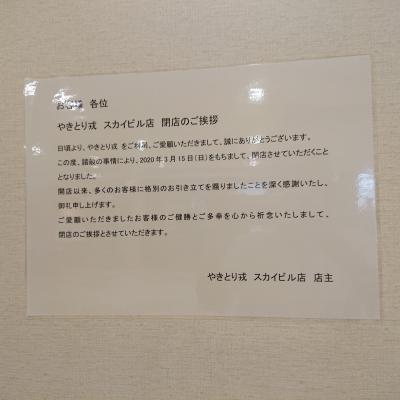 お客様 各位
やきとり戎 スカイビル店 閉店のご挨拶
日頃より、やきとり戎 をご利用、ご愛顧いただきまして、誠にありがとうございます。
この度、諸般の事情により、2020年3月15日(日)をもちまして、閉店させていただくこと
となりました。
開店以来、多くのお客様に格別のお引き立てを賜りましたことを深く感謝いたし、
御礼申し上げます。
ご愛顧いただきましたお客様のご健勝とご多幸を心から祈念いたしまして、
閉店のご挨拶とさせていただきます。
やきとり戎 スカイビル店 店主